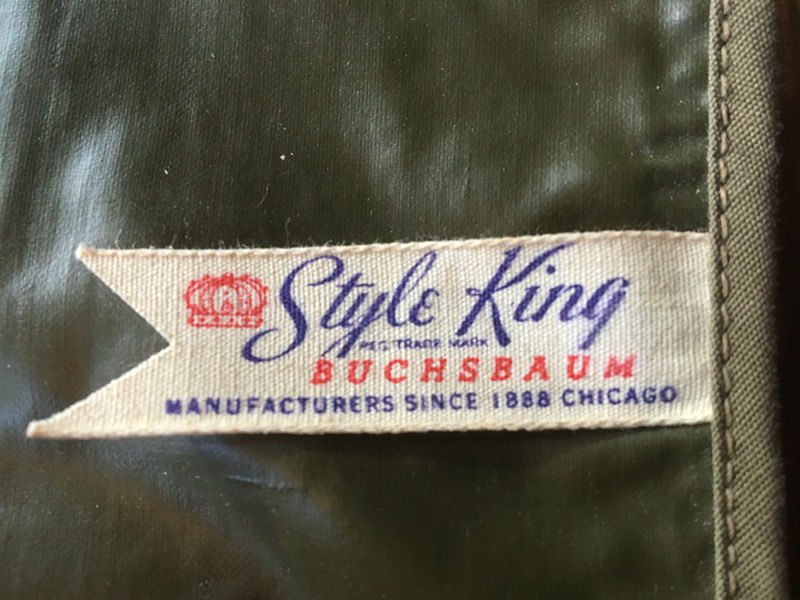 Style King
REG. TRADE MARK
BUCHSBAUM
MANUFACTURERS SINCE 1888 CHICAGO